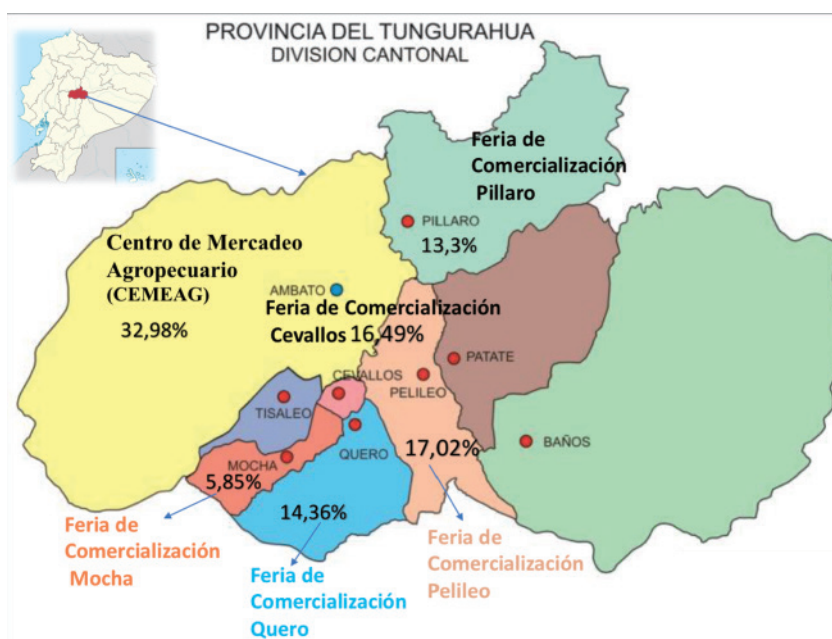 PROVINCIA DEL TUNGURAHUA
DIVISION CANTONAL
Feria de
Comercialización
Pillaro
PILLARO
13,3%
Centro de Mercadeo
Agropecuario
(CEMEAG)
32,98%
AMBATO
Feria de Comercialización
Cevallos 16,49%
PATATE
CEVALLOS
PELILEO
TISALEO
BAÑOS
QUERO
17,02%
MOCHA
5,85%
14,36%
Feria de
Comercialización
Mocha
Feria de
Comercialización
Pelileo
Feria de
Comercialización
Quero